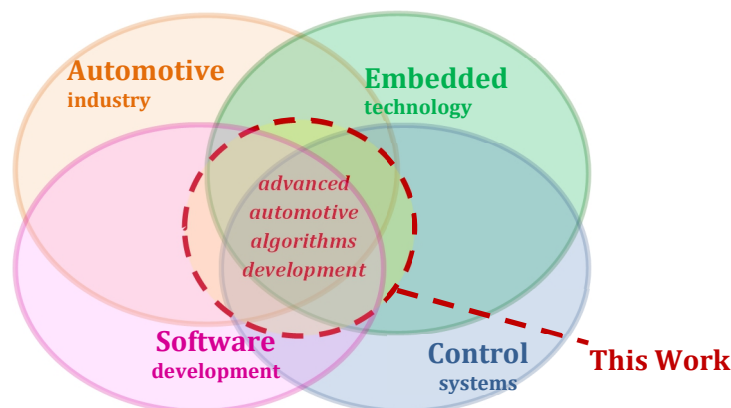 Automotive
industry
Embedded
technology
advanced
automotive
algorithms
development
Software
development
Control
systems
This Work